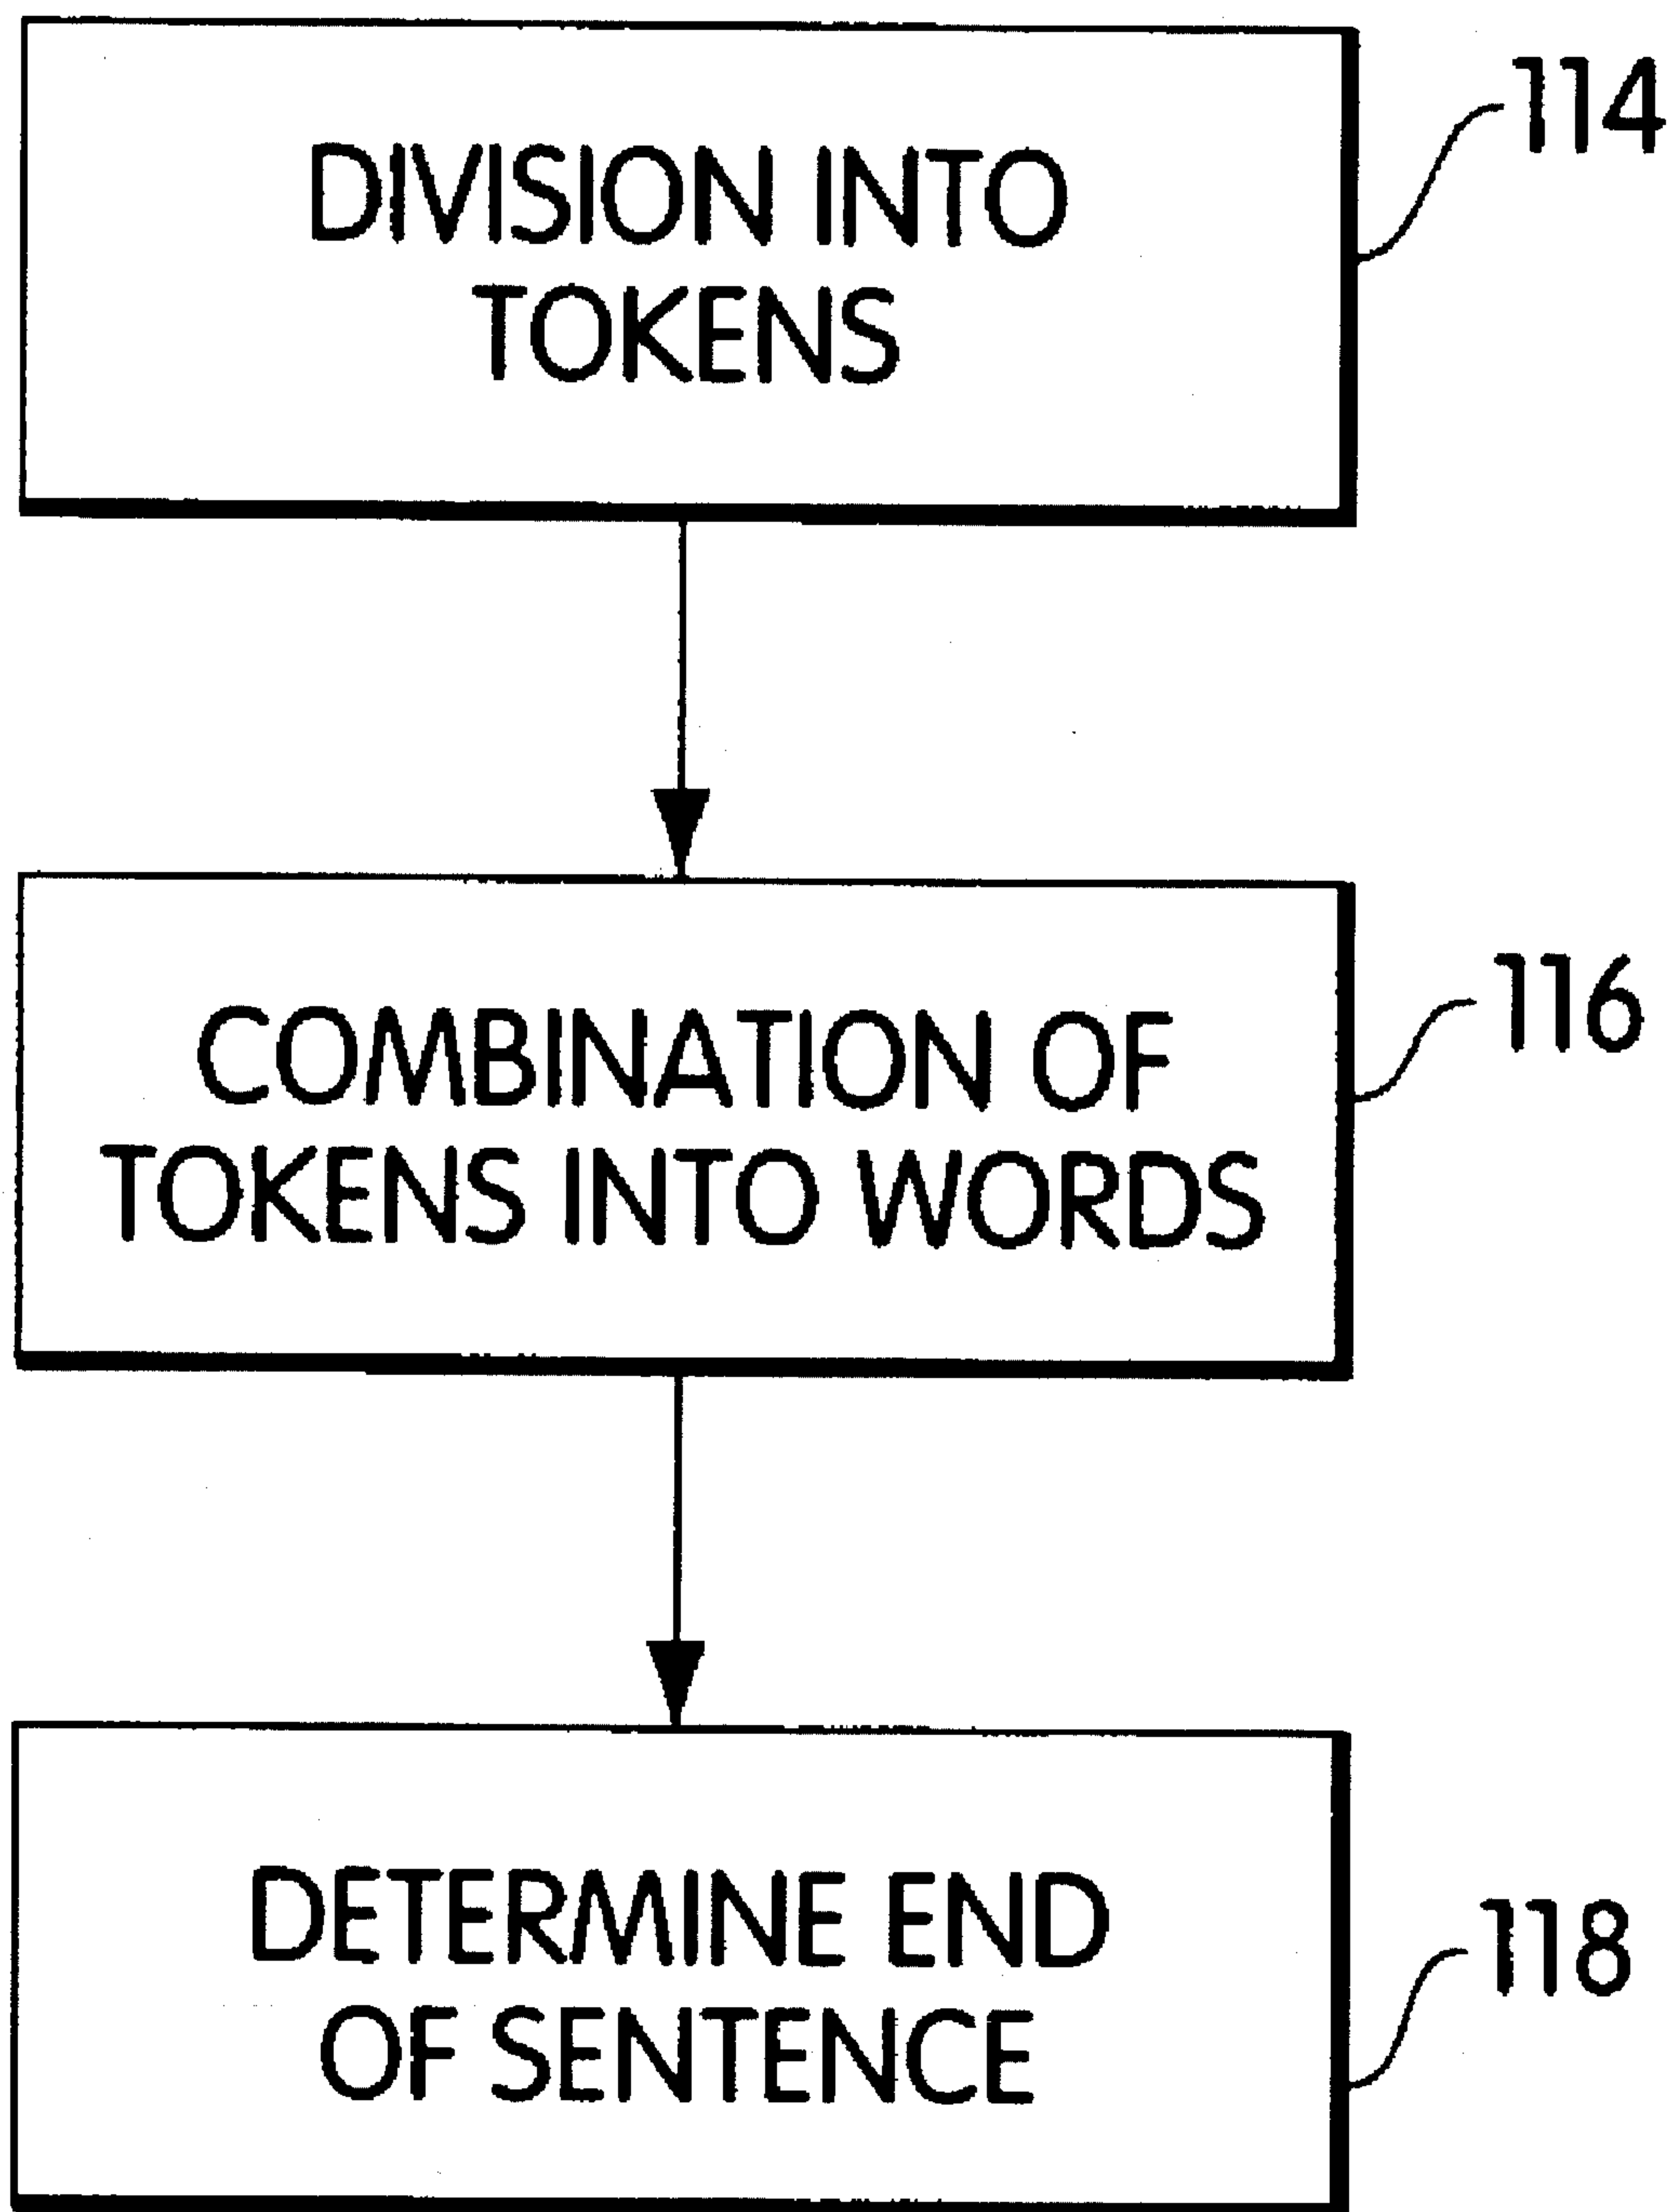 DIVISION INTO
TOKENS
114
COMBINATION OF
TOKENS INTO WORDS
116
DETERMINE END
OF SENTENCE
118